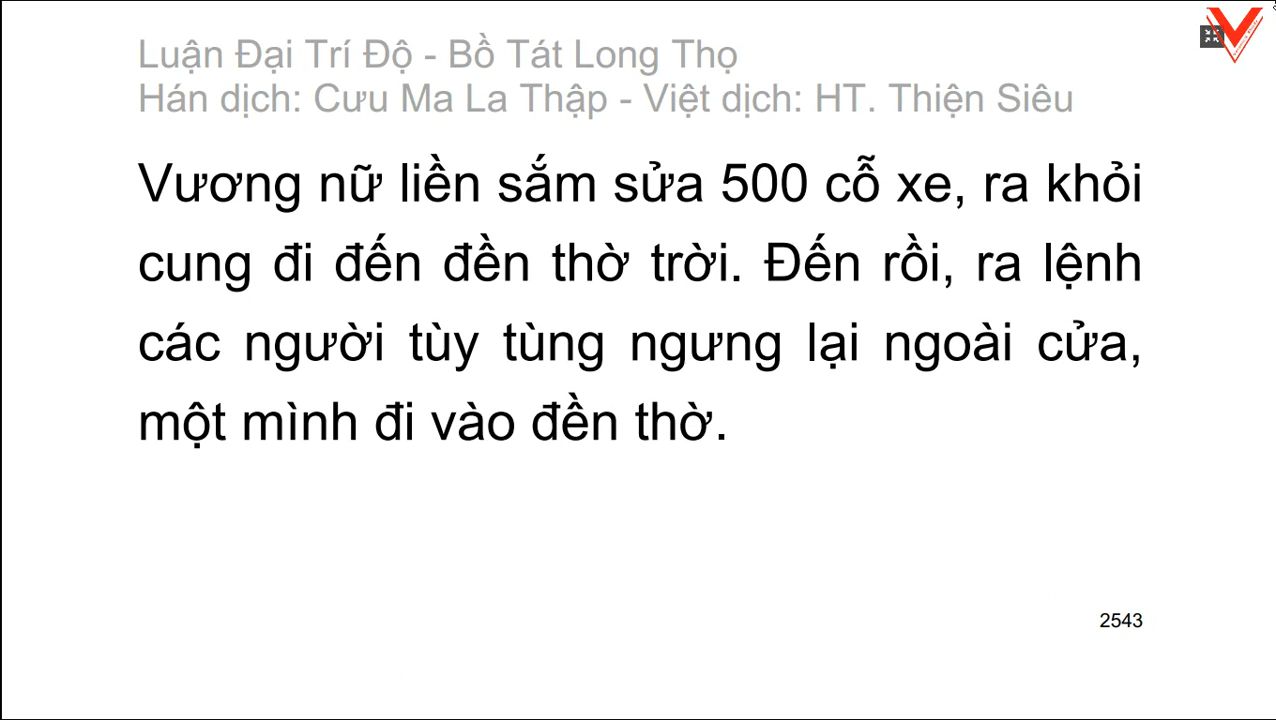 Luận Đại Trí Độ - Bồ Tát Long Thọ
Hán dịch: Cưu Ma La Thập - Việt dịch: HT. Thiện Siêu
Vương nữ liền sắm sửa 500 cỗ xe, ra khỏi
cung đi đến đền thờ trời. Đến rồi, ra lệnh
các người tùy tùng ngưng lại ngoài cửa,
một mình đi vào đền thờ.
2543